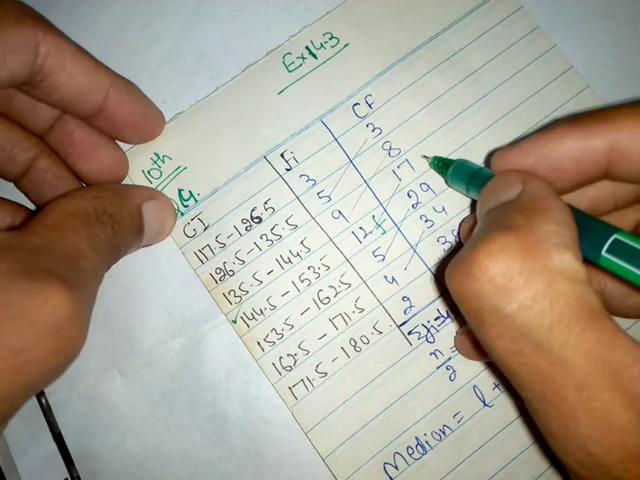 Ex14.3
10th
Q4.
CI fi CF
117.5-126.5 3 3
126.5-135.5 5 8
135.5-144.5 9 17
✓144.5-153.5 12 f 29
153.5-162.5 5 34
162.5-171.5 4 38
171.5-180.5 2
Σfi=
n/2=
Median = l+